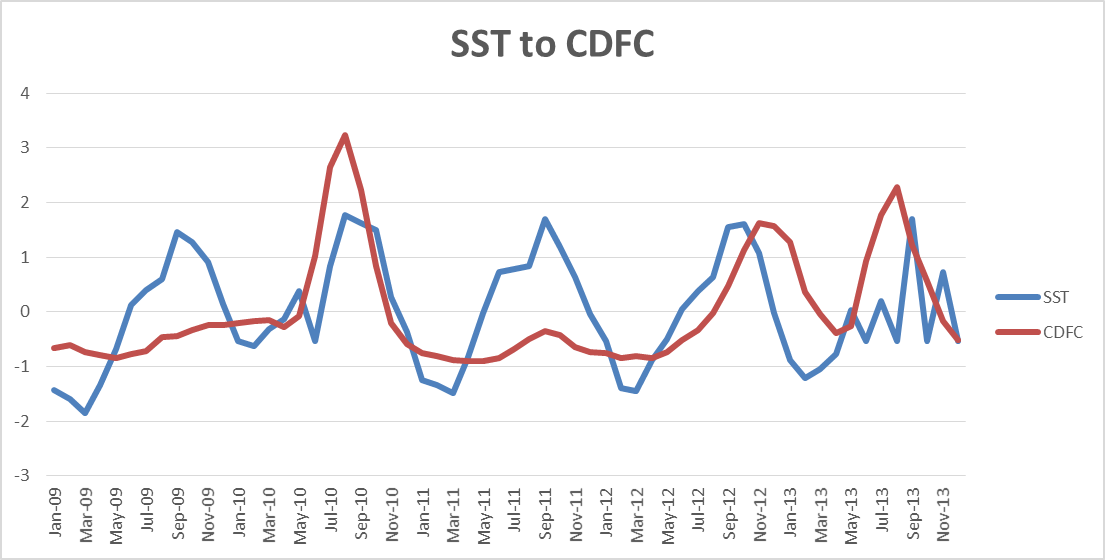 SST to CDFC
4
3
2
1
0
-1
-2
-3
Jan-09
Mar-09
May-09
Jul-09
Sep-09
Nov-09
Jan-10
Mar-10
May-10
Jul-10
Sep-10
Nov-10
Jan-11
Mar-11
May-11
Jul-11
Sep-11
Nov-11
Jan-12
Mar-12
May-12
Jul-12
Sep-12
Nov-12
Jan-13
Mar-13
May-13
Jul-13
Sep-13
Nov-13
SST
CDFC